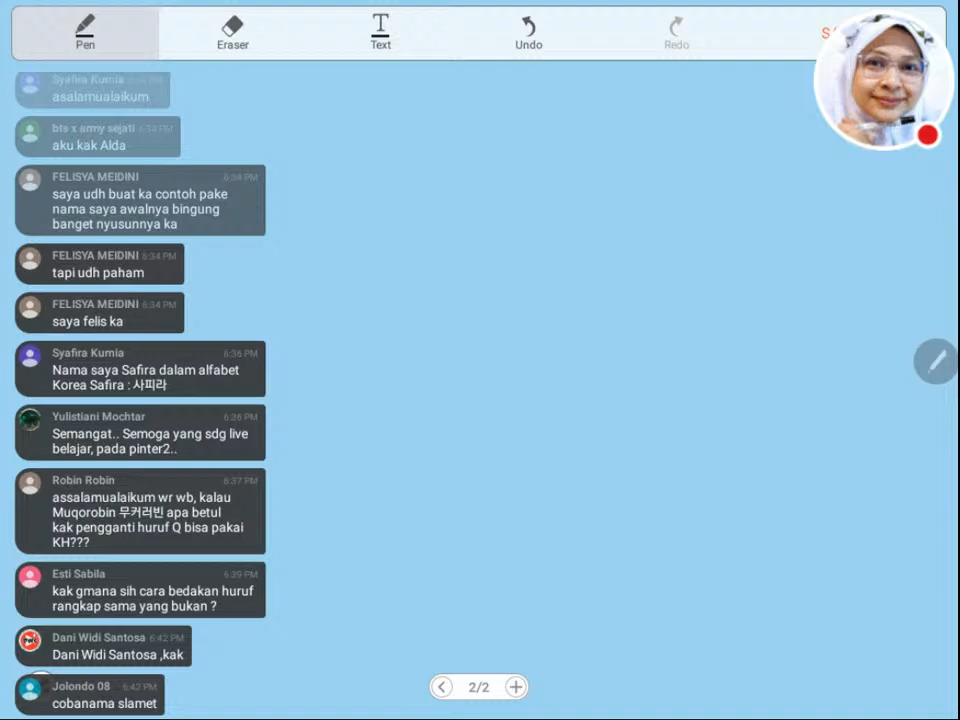 Pen
Eraser
Text
Undo
Redo
Syafira Kumia
asalamualaikum
bts x army sejati 6:34 PM
aku kak Alda
FELISYA MEIDINI 6:34 PM
saya udh buat ka contoh pake
nama saya awalnya bingung
banget nyusunnya ka
FELISYA MEIDINI 6:34 PM
tapi udh paham
FELISYA MEIDINI 6:34 PM
saya felis ka
Syafira Kumia 6:36 PM
Nama saya Safira dalam alfabet
Korea Safira : 사피라
Yulistiani Mochtar 6:26 PM
Semangat.. Semoga yang sdg live
belajar, pada pinter2..
Robin Robin 6:37 PM
assalamualaikum wr wb, kalau
Muqorobin 무커러빈 apa betul
kak pengganti huruf Q bisa pakai
KH???
Esti Sabila 6:39 PM
kak gmana sih cara bedakan huruf
rangkap sama yang bukan ?
Dani Widi Santosa 6:42 PM
Dani Widi Santosa ,kak
Jolondo 08 6:42 PM
cobanama slamet
2/2